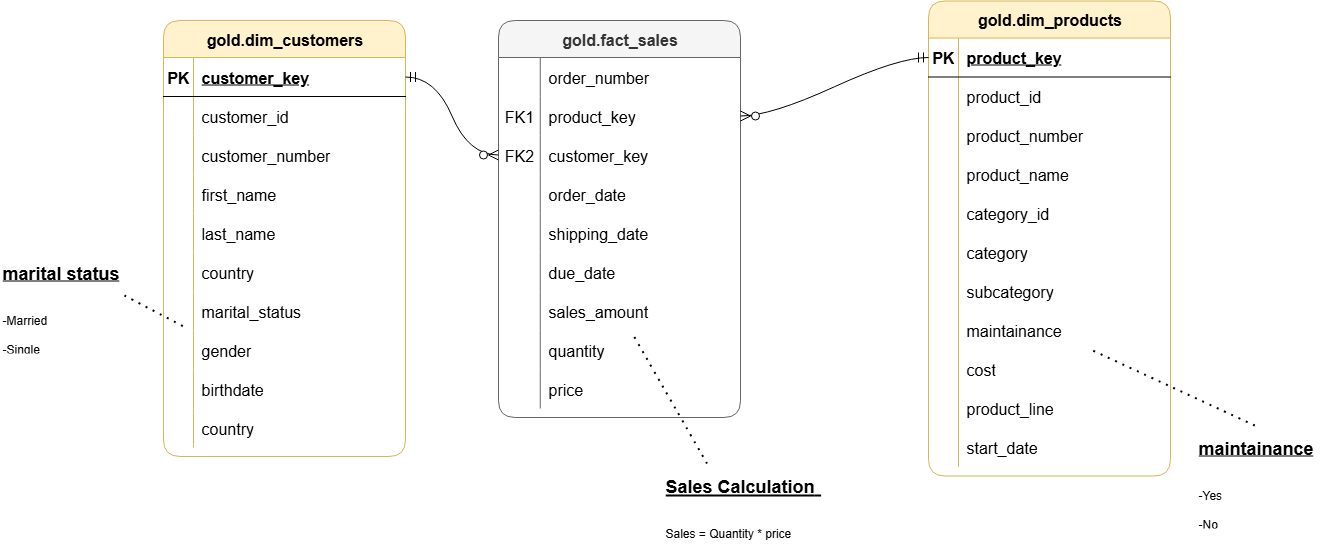 gold.dim_customers
PK customer_key
customer_id
customer_number
first_name
last_name
country
marital_status
gender
birthdate
country
marital status
-Married
-Single
gold.fact_sales
order_number
FK1 product_key
FK2 customer_key
order_date
shipping_date
due_date
sales_amount
quantity
price
Sales Calculation
Sales = Quantity * price
gold.dim_products
PK product_key
product_id
product_number
product_name
category_id
category
subcategory
maintainance
cost
product_line
start_date
maintainance
-Yes
-No